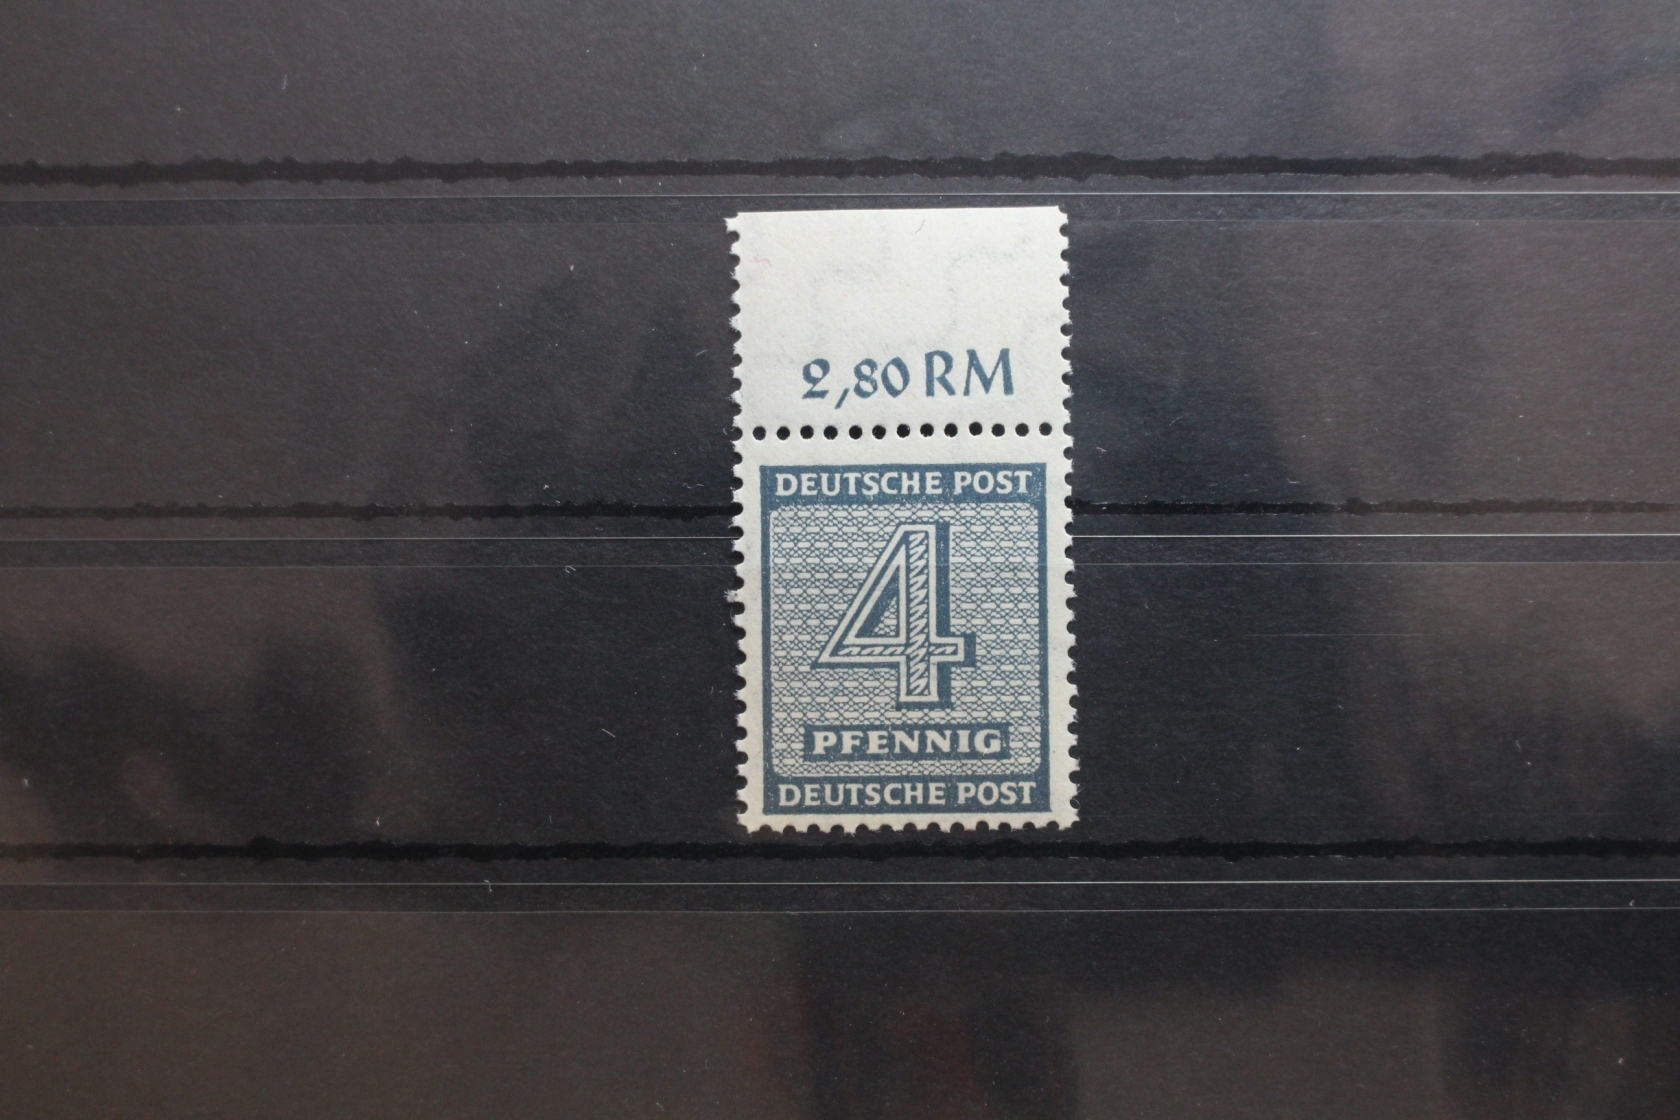 2,80 RM
DEUTSCHE POST
4
PFENNIG
DEUTSCHE POST